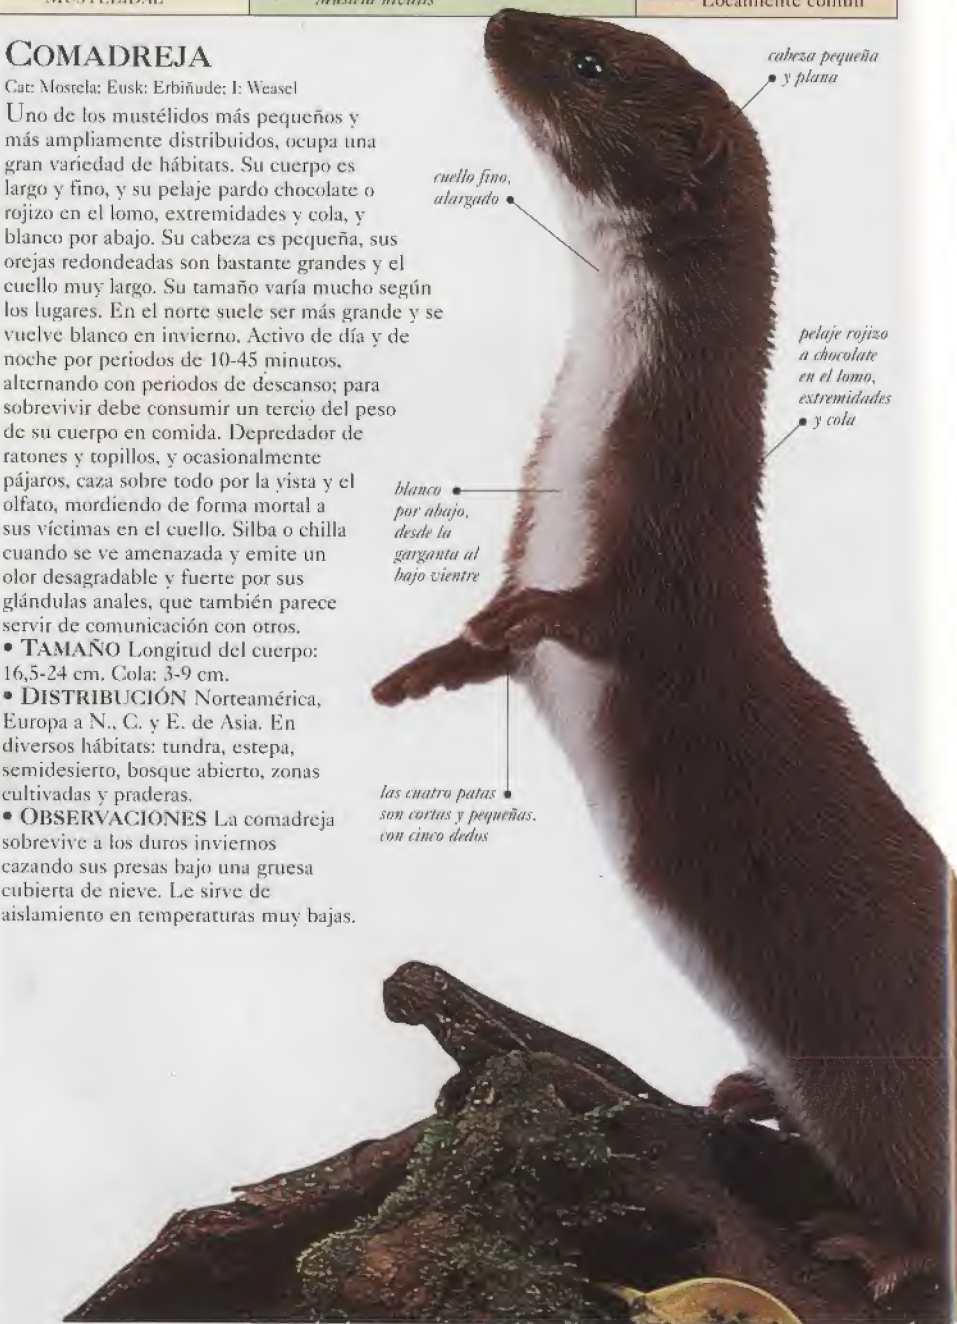 COMADREJA
Cat: Mostela; Eusk: Erbiñude; I: Weasel
Uno de los mustélidos más pequeños y
más ampliamente distribuidos, ocupa una
gran variedad de hábitats. Su cuerpo es
largo y fino, y su pelaje pardo chocolate o
rojizo en el lomo, extremidades y cola, y
blanco por abajo. Su cabeza es pequeña, sus
orejas redondeadas son bastante grandes y el
cuello muy largo. Su tamaño varía mucho según
los lugares. En el norte suele ser más grande y se
vuelve blanco en invierno. Activo de día y de
noche por periodos de 10-45 minutos,
alternando con periodos de descanso; para
sobrevivir debe consumir un tercio del peso
de su cuerpo en comida. Depredador de
ratones y topillos, y ocasionalmente
pájaros, caza sobre todo por la vista y el
olfato, mordiendo de forma mortal a
sus víctimas en el cuello. Silba o chilla
cuando se ve amenazada y emite un
olor desagradable y fuerte por sus
glándulas anales, que también parece
servir de comunicación con otros.
• TAMAÑO Longitud del cuerpo:
16,5-24 cm. Cola: 3-9 cm.
• DISTRIBUCIÓN Norteamérica,
Europa a N., C. y E. de Asia. En
diversos hábitats: tundra, estepa,
semidesierto, bosque abierto, zonas
cultivadas y praderas.
• OBSERVACIONES La comadreja
sobrevive a los duros inviernos
cazando sus presas bajo una gruesa
cubierta de nieve. Le sirve de
aislamiento en temperaturas muy bajas.
cabeza pequeña
y plana
cuello fino,
alargado
pelaje rojizo
a chocolate
en el lomo,
extremidades
y cola
blanco
por abajo,
desde la
garganta al
bajo vientre
las cuatro patas
son cortas y pequeñas,
con cinco dedos